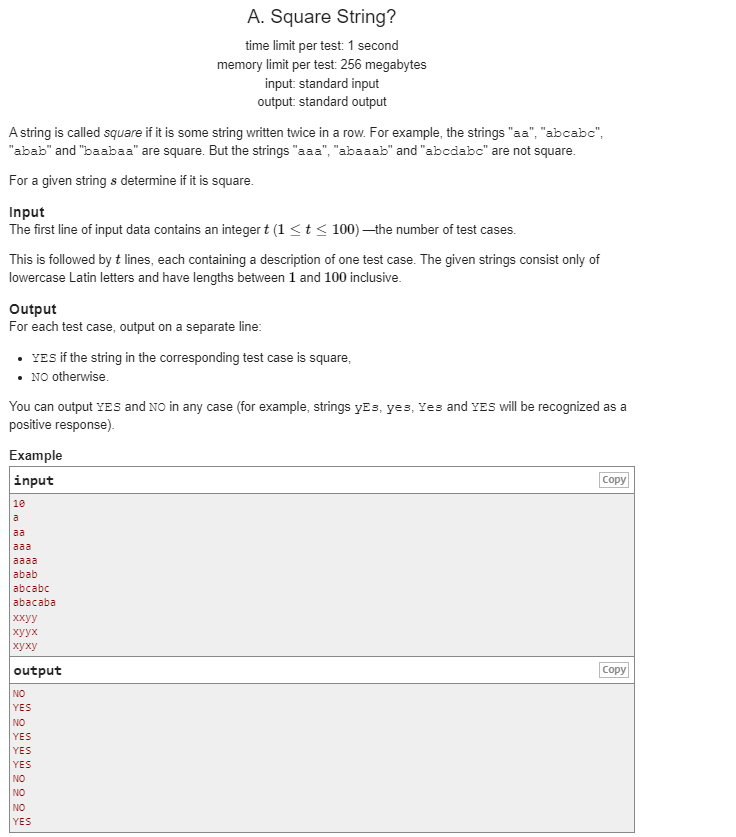 A. Square String?
time limit per test: 1 second
memory limit per test: 256 megabytes
input: standard input
output: standard output
A string is called square if it is some string written twice in a row. For example, the strings "aa", "abcabc",
"abab" and "baabaa" are square. But the strings "aaa", "abaaab" and "abcdabc" are not square.
For a given string s determine if it is square.
Input
The first line of input data contains an integer t (1 ≤ t ≤ 100) —the number of test cases.
This is followed by t lines, each containing a description of one test case. The given strings consist only of
lowercase Latin letters and have lengths between 1 and 100 inclusive.
Output
For each test case, output on a separate line:
• YES if the string in the corresponding test case is square,
• NO otherwise.
You can output YES and NO in any case (for example, strings yEs, yes, Yes and YES will be recognized as a
positive response).
Example
input Copy
10
a
aa
aaa
aaaa
abab
abcabc
abacaba
xxyy
xyyx
xyxy
output Copy
NO
YES
NO
YES
YES
YES
NO
NO
NO
YES